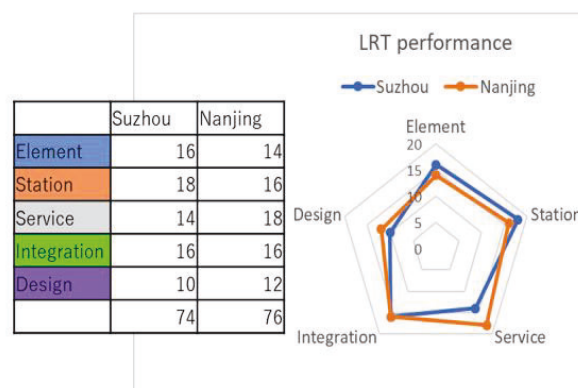 Suzhou Nanjing
Element 16 14
Station 18 16
Service 14 18
Integration 16 16
Design 10 12
74 76
LRT performance
Suzhou Nanjing
Element
20
15
10
5
0
Station
Service
Integration
Design